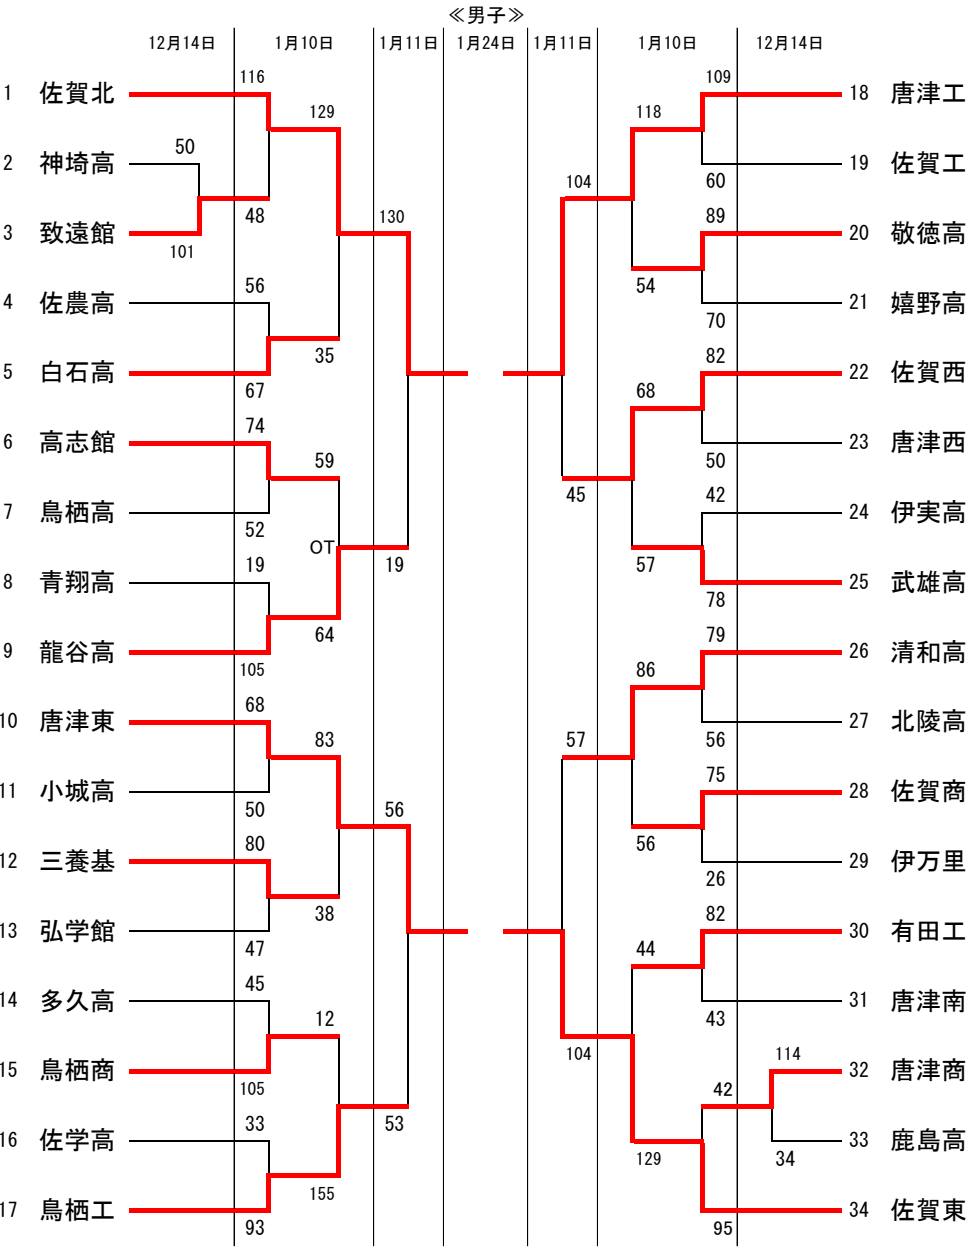 ≪男子≫
12月14日 1月10日 1月11日 1月24日 1月11日 1月10日 12月14日
116 109
1 佐賀北 18 唐津工
129 118
50
2 神埼高 19 佐賀工
104 60
48 130 89
3 致遠館 20 敬徳高
101
56 54
4 佐農高 21 嬉野高
70
35 82
5 白石高 22 佐賀西
67 68
74
6 高志館 23 唐津西
59 50
45 42
7 鳥栖高 24 伊実高
52
OT
19 19 57
8 青翔高 25 武雄高
78
64 79
9 龍谷高 26 清和高
105 86
68
10 唐津東 27 北陵高
83 57 56
75
11 小城高 28 佐賀商
50 56
80
56
12 三養基 29 伊万里
26
38 82
13 弘学館 30 有田工
47 44
45
14 多久高 31 唐津南
12 43
104 114
15 鳥栖商 32 唐津商
105 42
33 53
16 佐学高 33 鹿島高
129 34
155
17 鳥栖工 34 佐賀東
93 95